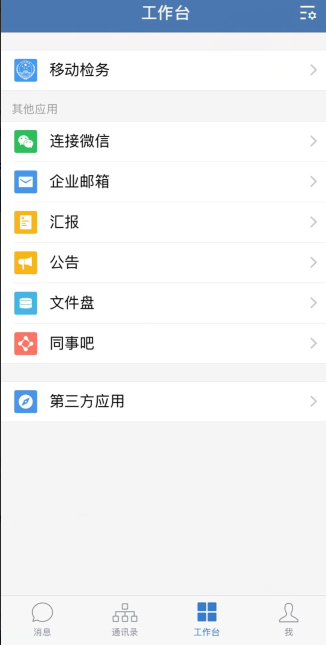 工作台
移动检务
其他应用
连接微信
企业邮箱
汇报
公告
文件盘
同事吧
第三方应用
消息
通讯录
工作台
我